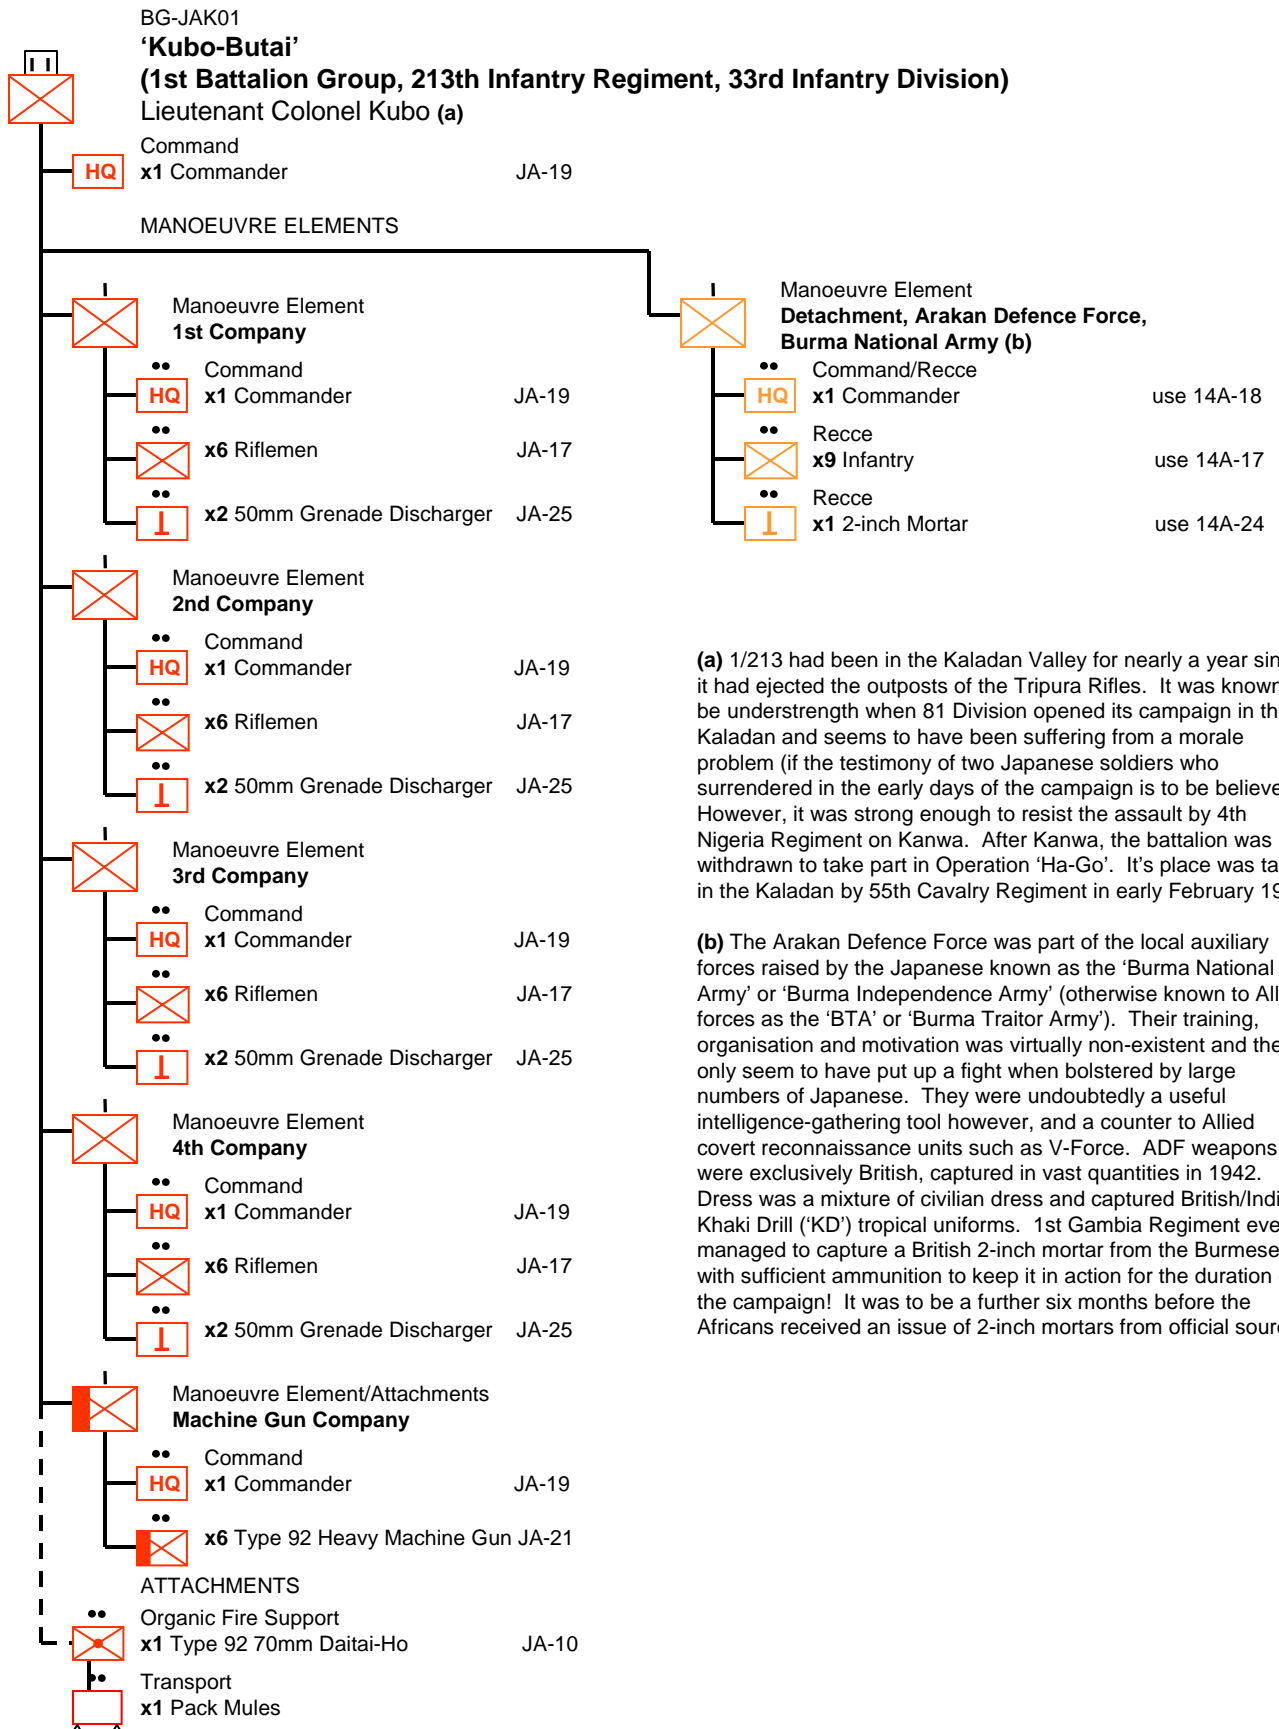 BG-JAK01
‘Kubo-Butai’
(1st Battalion Group, 213th Infantry Regiment, 33rd Infantry Division)
Lieutenant Colonel Kubo (a)
Command
HQ x1 Commander JA-19
MANOEUVRE ELEMENTS
Manoeuvre Element
1st Company
Command
HQ x1 Commander JA-19
x6 Riflemen JA-17
x2 50mm Grenade Discharger JA-25
Manoeuvre Element
2nd Company
Command
HQ x1 Commander JA-19
x6 Riflemen JA-17
x2 50mm Grenade Discharger JA-25
Manoeuvre Element
3rd Company
Command
HQ x1 Commander JA-19
x6 Riflemen JA-17
x2 50mm Grenade Discharger JA-25
Manoeuvre Element
4th Company
Command
HQ x1 Commander JA-19
x6 Riflemen JA-17
x2 50mm Grenade Discharger JA-25
Manoeuvre Element/Attachments
Machine Gun Company
Command
HQ x1 Commander JA-19
x6 Type 92 Heavy Machine Gun JA-21
ATTACHMENTS
Organic Fire Support
x1 Type 92 70mm Daitai-Ho JA-10
Transport
x1 Pack Mules
Manoeuvre Element
Detachment, Arakan Defence Force,
Burma National Army (b)
Command/Recce
HQ x1 Commander use 14A-18
Recce
x9 Infantry use 14A-17
Recce
x1 2-inch Mortar use 14A-24
(a) 1/213 had been in the Kaladan Valley for nearly a year
it had ejected the outposts of the Tripura Rifles. It was known
be understrength when 81 Division opened its campaign in
Kaladan and seems to have been suffering from a morale
problem (if the testimony of two Japanese soldiers who
surrendered in the early days of the campaign is to be
However, it was strong enough to resist the assault by 4th
Nigeria Regiment on Kanwa. After Kanwa, the battalion was
withdrawn to take part in Operation ‘Ha-Go’. It’s place was
in the Kaladan by 55th Cavalry Regiment in early February
(b) The Arakan Defence Force was part of the local auxiliary
forces raised by the Japanese known as the ‘Burma National
Army’ or ‘Burma Independence Army’ (otherwise known to
forces as the ‘BTA’ or ‘Burma Traitor Army’). Their training,
organisation and motivation was virtually non-existent and
only seem to have put up a fight when bolstered by large
numbers of Japanese. They were undoubtedly a useful
intelligence-gathering tool however, and a counter to Allied
covert reconnaissance units such as V-Force. ADF weapons
were exclusively British, captured in vast quantities in 1942.
Dress was a mixture of civilian dress and captured
Khaki Drill (‘KD’) tropical uniforms. 1st Gambia Regiment
managed to capture a British 2-inch mortar from the Burmese
with sufficient ammunition to keep it in action for the duration
the campaign! It was to be a further six months before the
Africans received an issue of 2-inch mortars from official